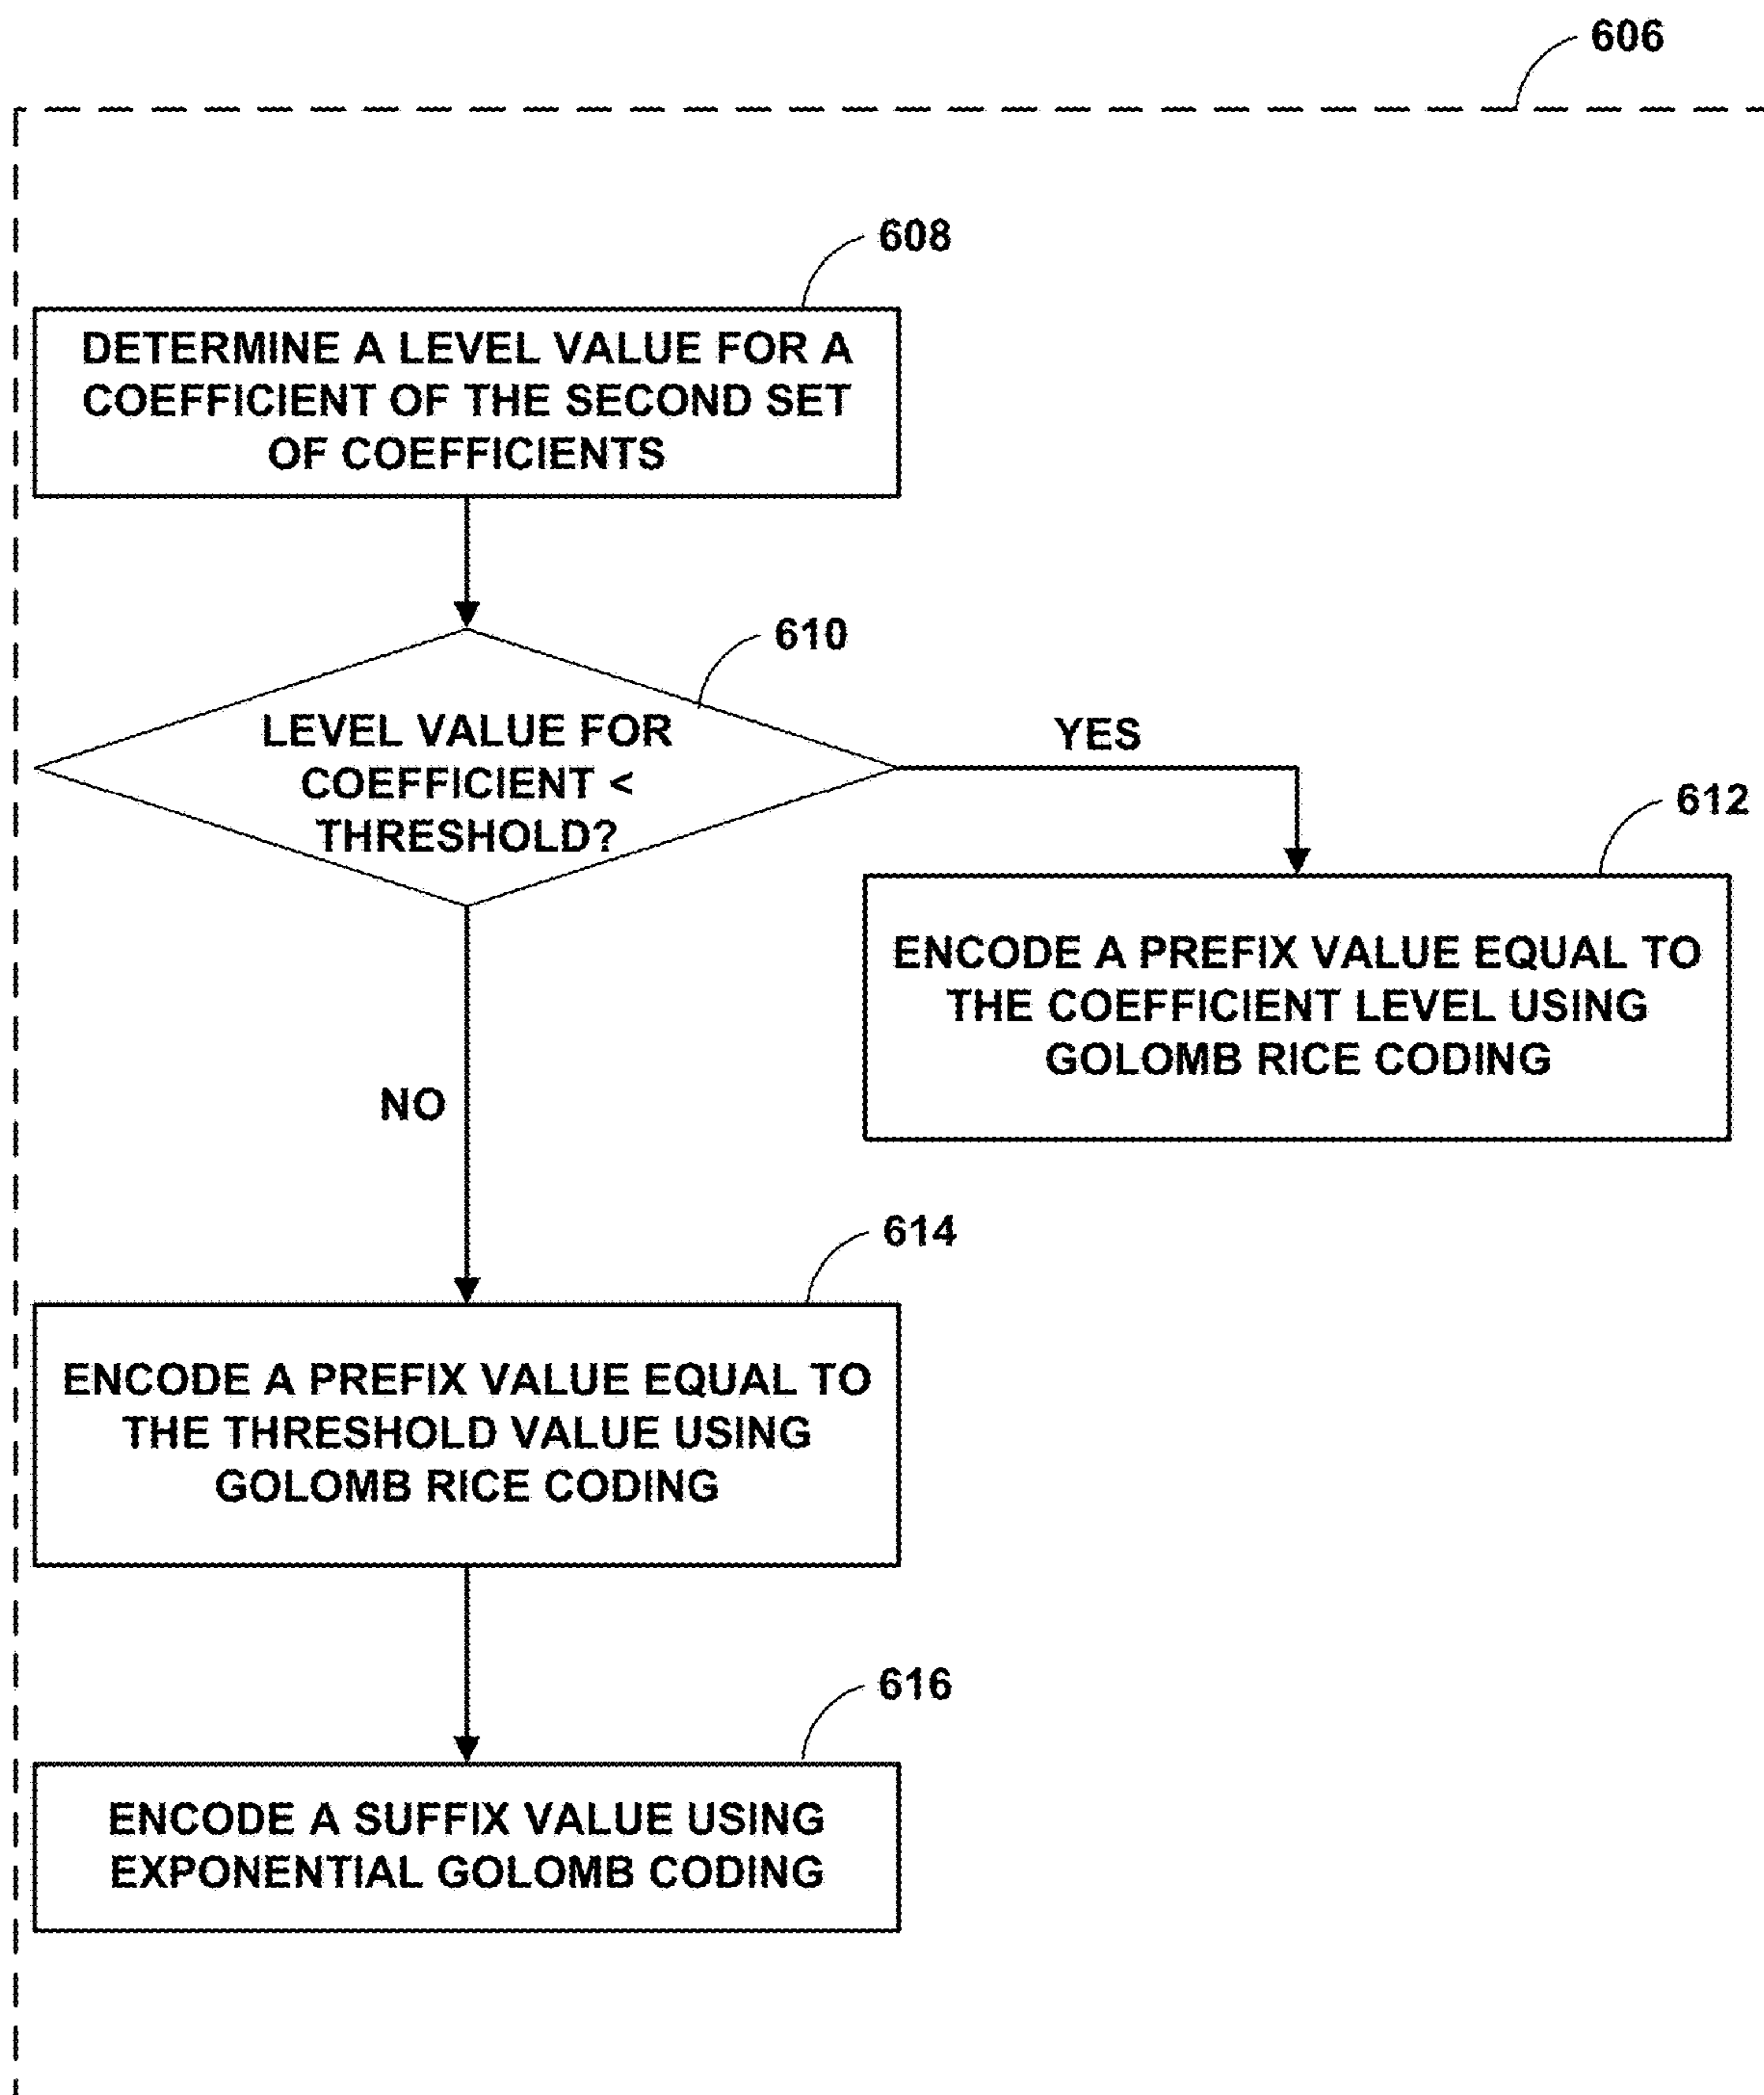 606
608
DETERMINE A LEVEL VALUE FOR A
COEFFICIENT OF THE SECOND SET
OF COEFFICIENTS
610
LEVEL VALUE FOR
COEFFICIENT <
THRESHOLD?
YES
612
ENCODE A PREFIX VALUE EQUAL TO
THE COEFFICIENT LEVEL USING
GOLOMB RICE CODING
NO
614
ENCODE A PREFIX VALUE EQUAL TO
THE THRESHOLD VALUE USING
GOLOMB RICE CODING
616
ENCODE A SUFFIX VALUE USING
EXPONENTIAL GOLOMB CODING